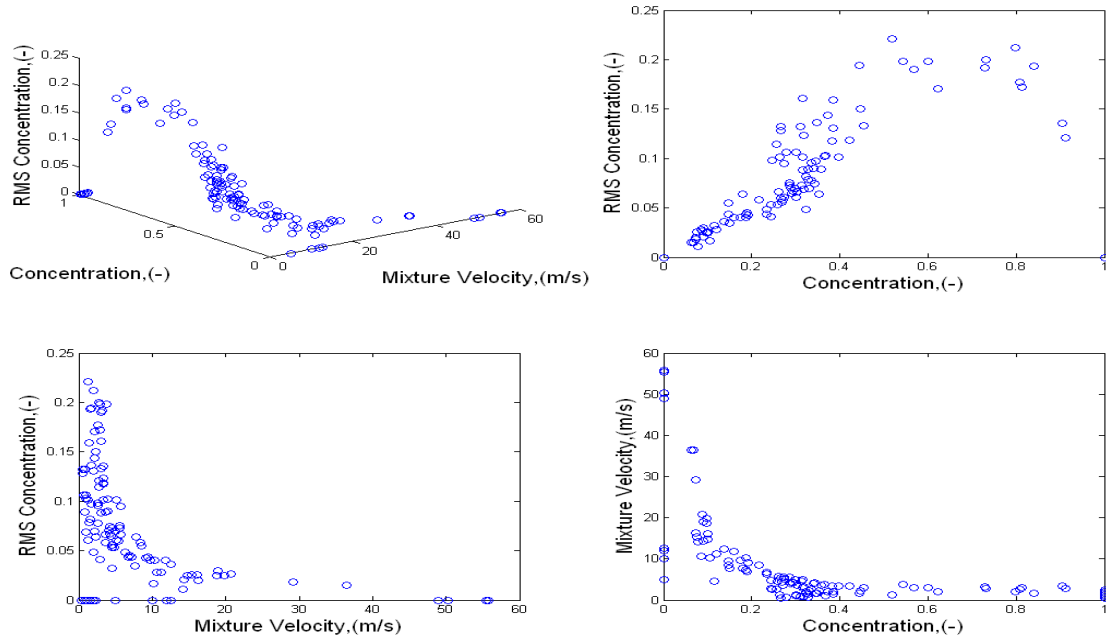 0.25
0.2
0.15
0.1
0.05
0
RMS Concentration,(-)
1
0.5
0
Concentration,(-)
0
20
40
60
Mixture Velocity,(m/s)
0.25
0.2
0.15
0.1
0.05
0
RMS Concentration,(-)
0 0.2 0.4 0.6 0.8 1
Concentration,(-)
0.25
0.2
0.15
0.1
0.05
0
RMS Concentration,(-)
0 10 20 30 40 50 60
Mixture Velocity,(m/s)
60
50
40
30
20
10
0
Mixture Velocity,(m/s)
0 0.2 0.4 0.6 0.8 1
Concentration,(-)